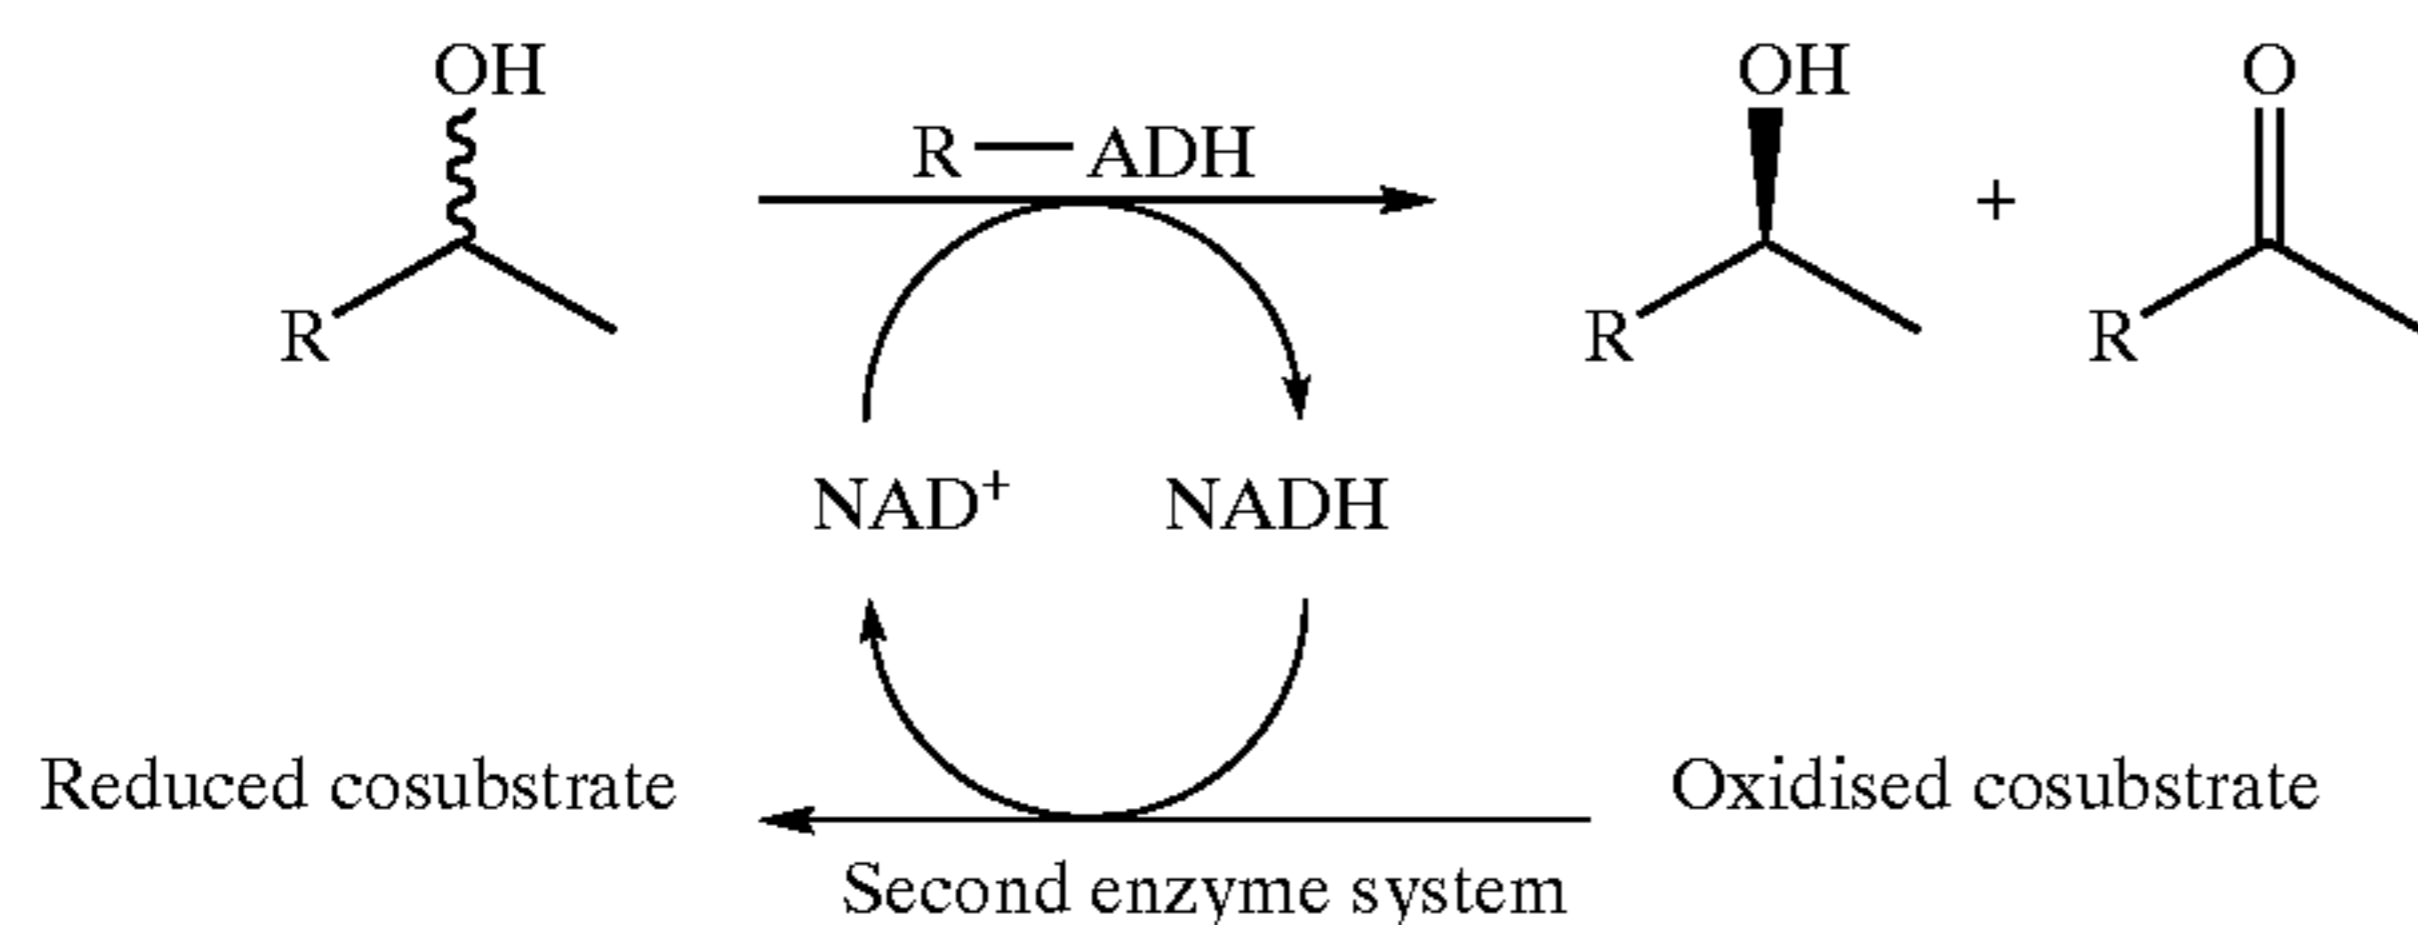 OH OH O
R—ADH
+
R R R
NAD⁺ NADH
Reduced cosubstrate Oxidised cosubstrate
Second enzyme system